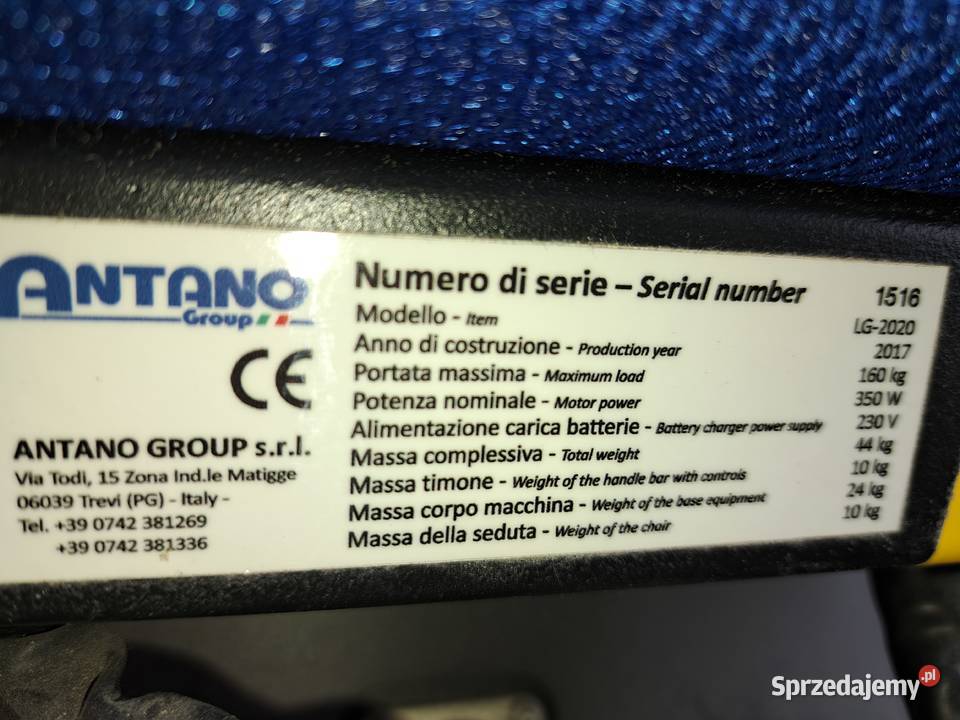 ANTANO
Group
CE
ANTANO GROUP s.r.l.
Via Todi, 15 Zona Ind.le Matigge
06039 Trevi (PG) - Italy -
Tel. +39 0742 381269
+39 0742 381336
Numero di serie – Serial number 1516
Modello - Item LG-2020
Anno di costruzione - Production year 2017
Portata massima - Maximum load 160 kg
Potenza nominale - Motor power 350 W
Alimentazione carica batterie - Battery charger power supply 230 V
Massa complessiva - Total weight 44 kg
Massa timone - Weight of the handle bar with controls 10 kg
Massa corpo macchina - Weight of the base equipment 24 kg
Massa della seduta - Weight of the chair 10 kg
Sprzedajemy.pl